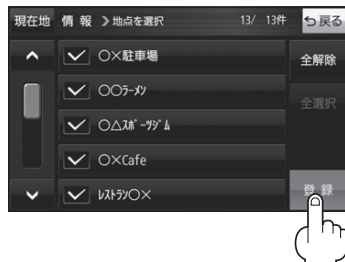 現在地 情報 ❯地点を選択 13/ 13件 戻る
○×駐車場 全解除
○○ﾗｰﾒﾝ 全選択
○△ｽﾎﾟｰﾂｼﾞﾑ
○×Cafe
ﾚｽﾄﾗﾝ○× 登録